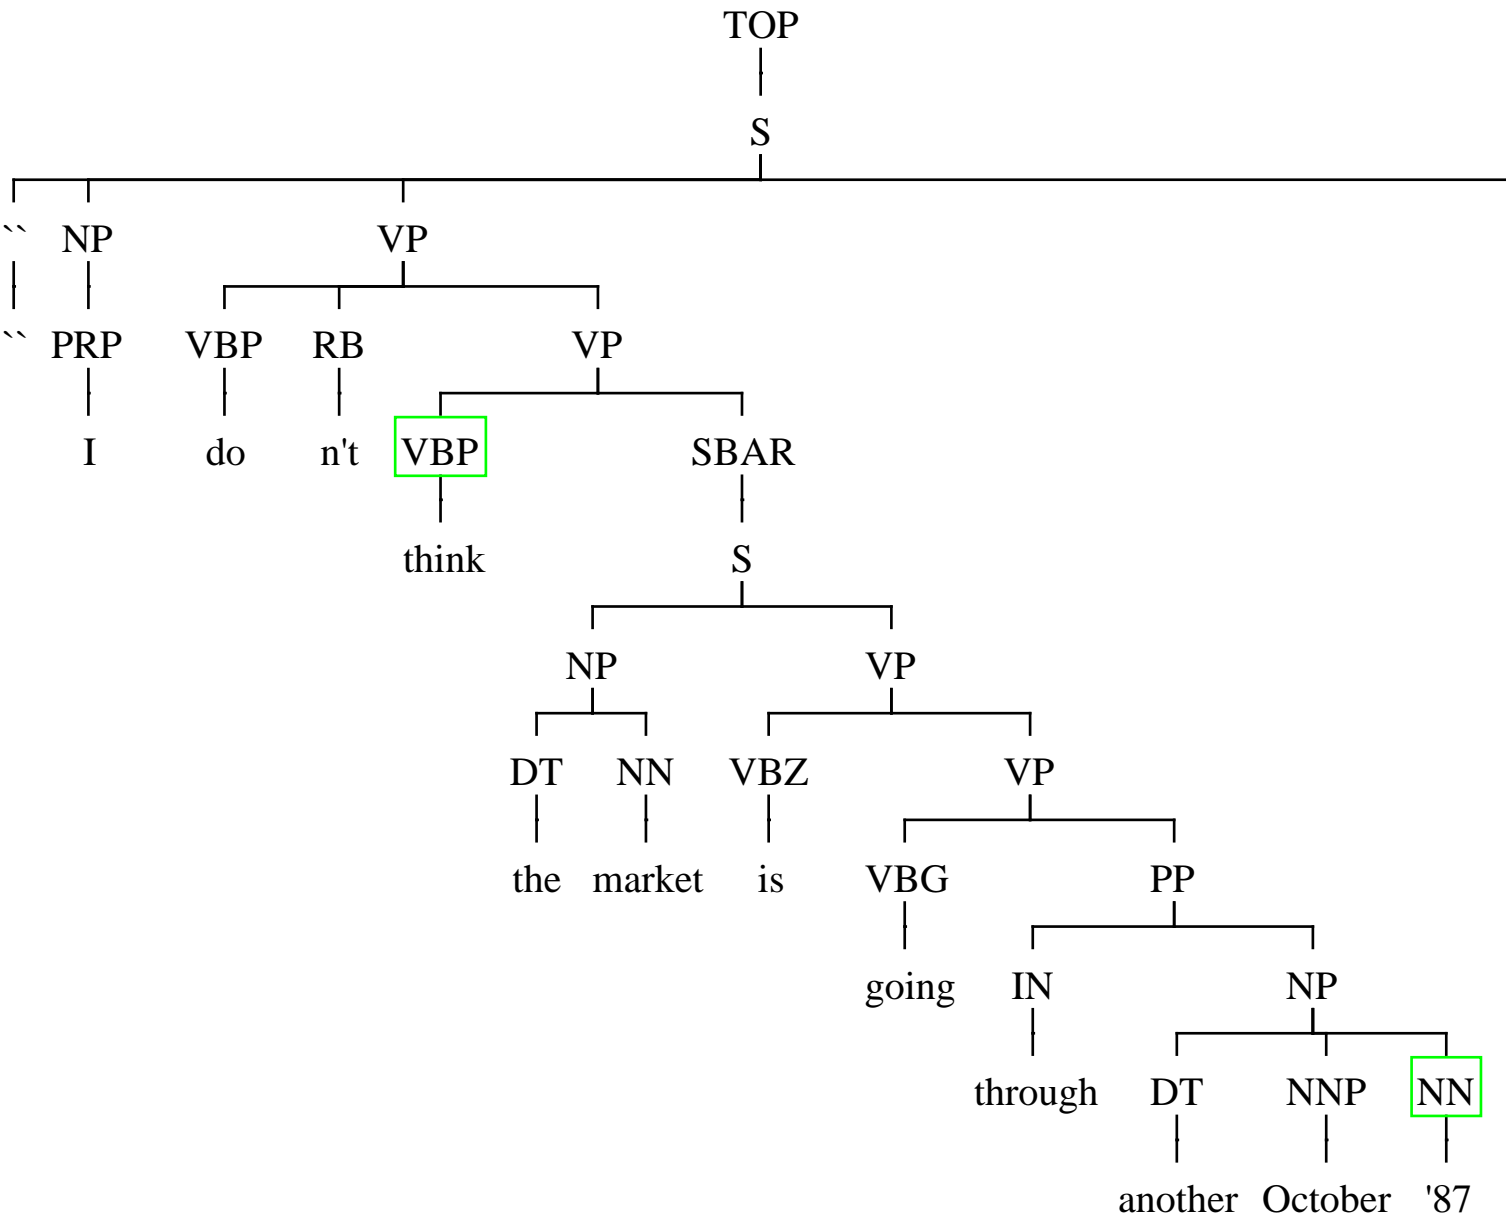 TOP
S
`` NP VP
`` PRP VBP RB VP
I do n't VBP SBAR
think S
NP VP
DT NN VBZ VP
the market is VBG PP
going IN NP
through DT NNP NN
another October '87